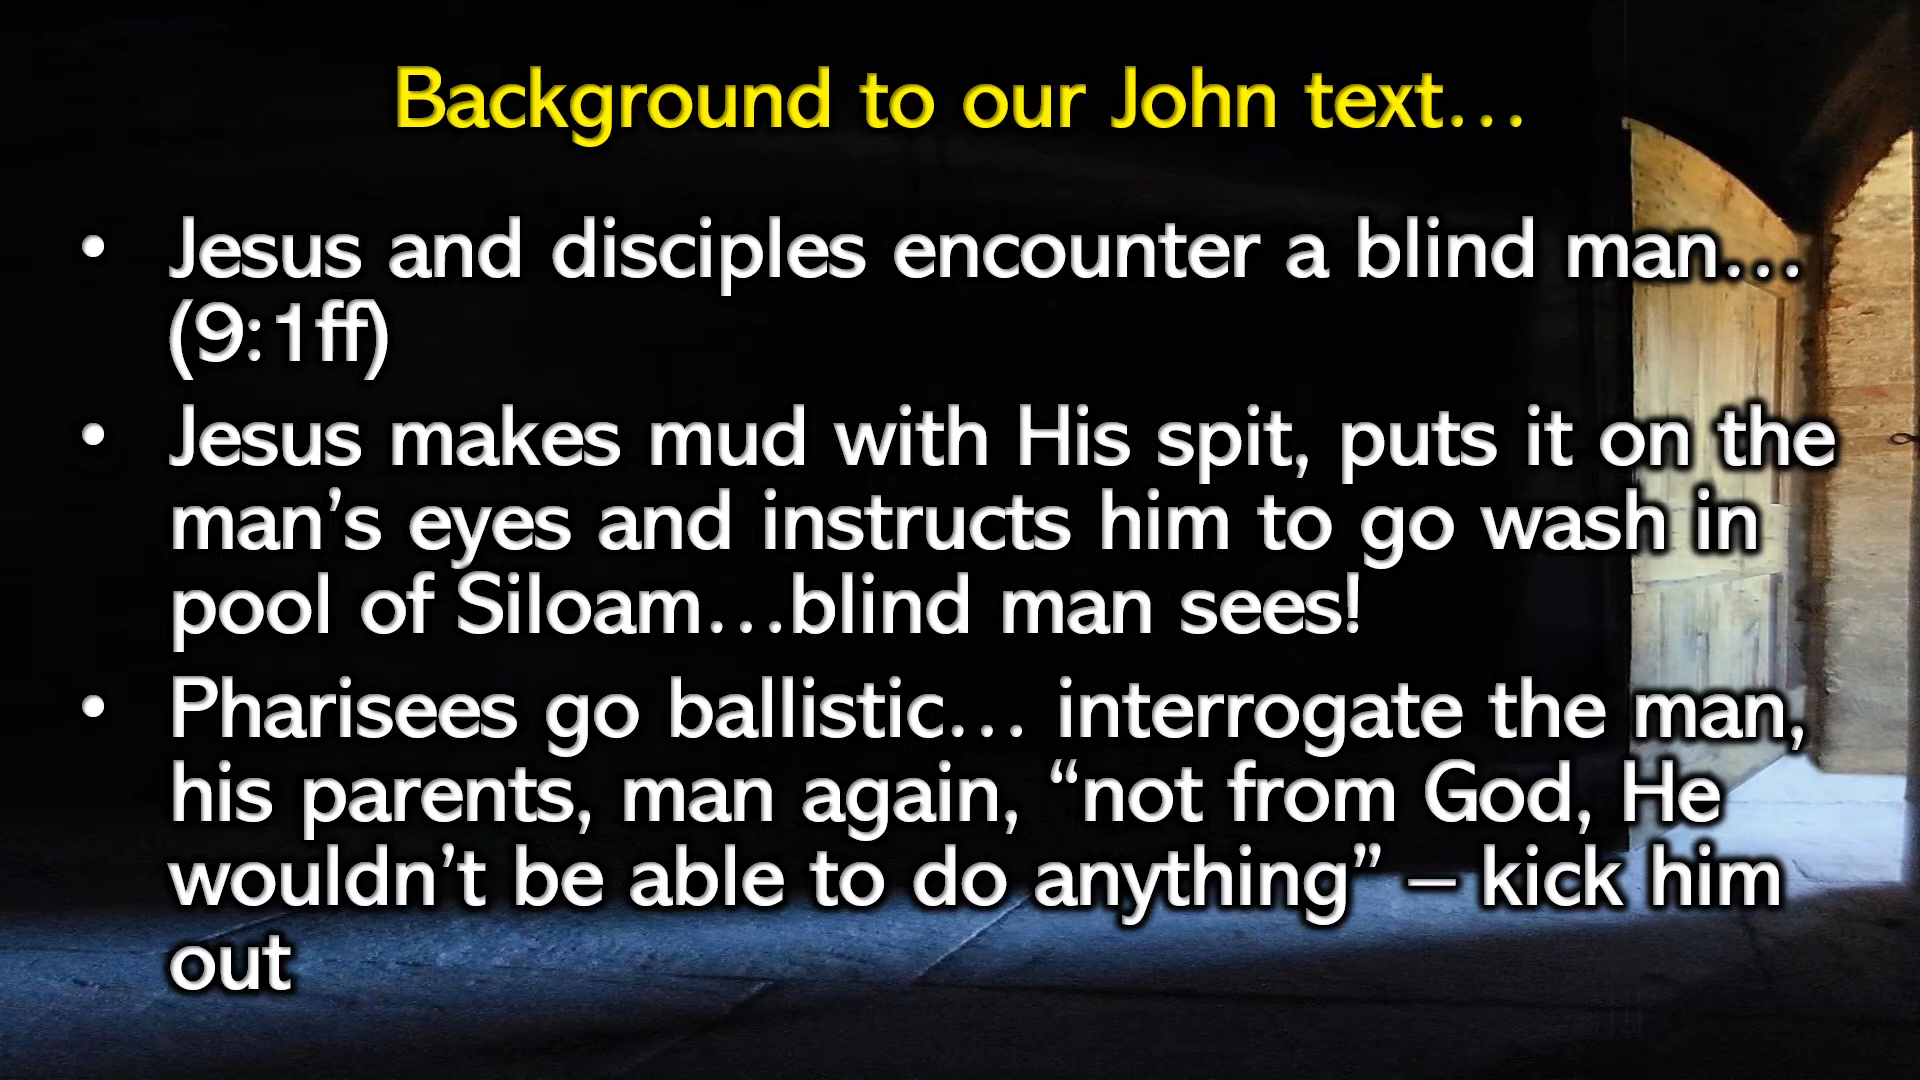 Background to our John text…
• Jesus and disciples encounter a blind man…
(9:1ff)
• Jesus makes mud with His spit, puts it on the
man’s eyes and instructs him to go wash in
pool of Siloam…blind man sees!
• Pharisees go ballistic… interrogate the man,
his parents, man again, “not from God, He
wouldn’t be able to do anything” – kick him
out